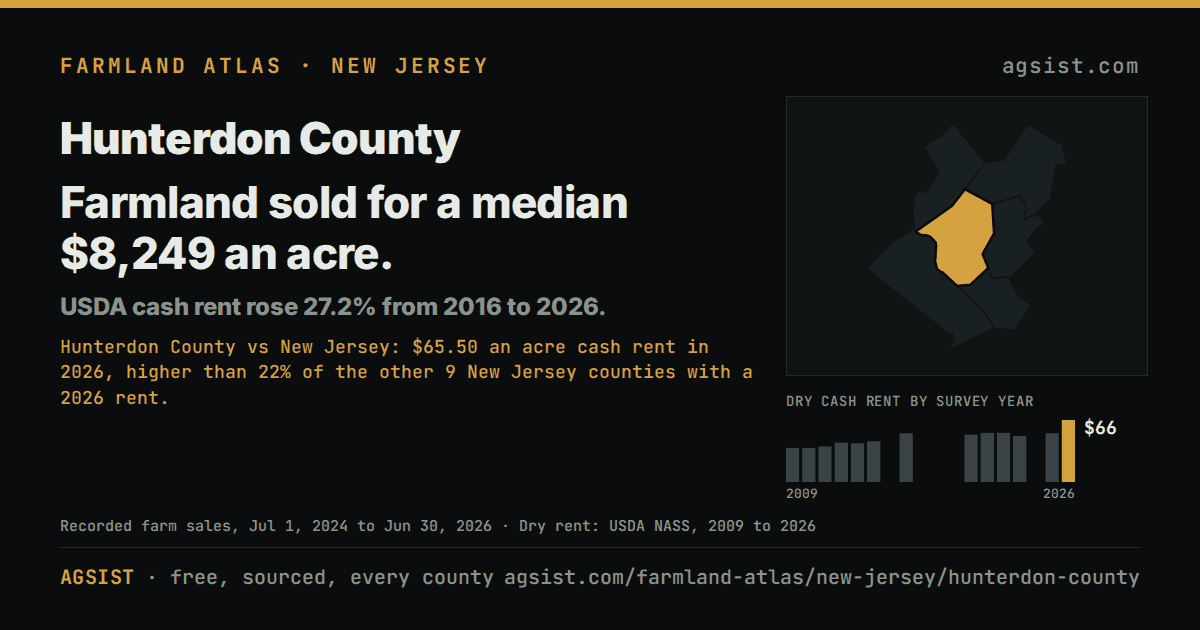 FARMLAND ATLAS · NEW JERSEY
agsist.com
Hunterdon County
Farmland sold for a median
$8,249 an acre.
USDA cash rent rose 27.2% from 2016 to 2026.
Hunterdon County vs New Jersey: $65.50 an acre cash rent in
2026, higher than 22% of the other 9 New Jersey counties with a
2026 rent.
DRY CASH RENT BY SURVEY YEAR
$66
2009
2026
Recorded farm sales, Jul 1, 2024 to Jun 30, 2026 · Dry rent: USDA NASS, 2009 to 2026
AGSIST · free, sourced, every county
agsist.com/farmland-atlas/new-jersey/hunterdon-county